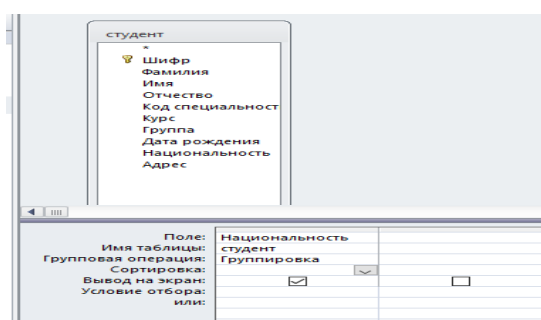 студент
*
Шифр
Фамилия
Имя
Отчество
Код специальност
Курс
Группа
Дата рождения
Национальность
Адрес
Поле: Национальность
Имя таблицы: студент
Групповая операция: Группировка
Сортировка:
Вывод на экран:
Условие отбора:
или: